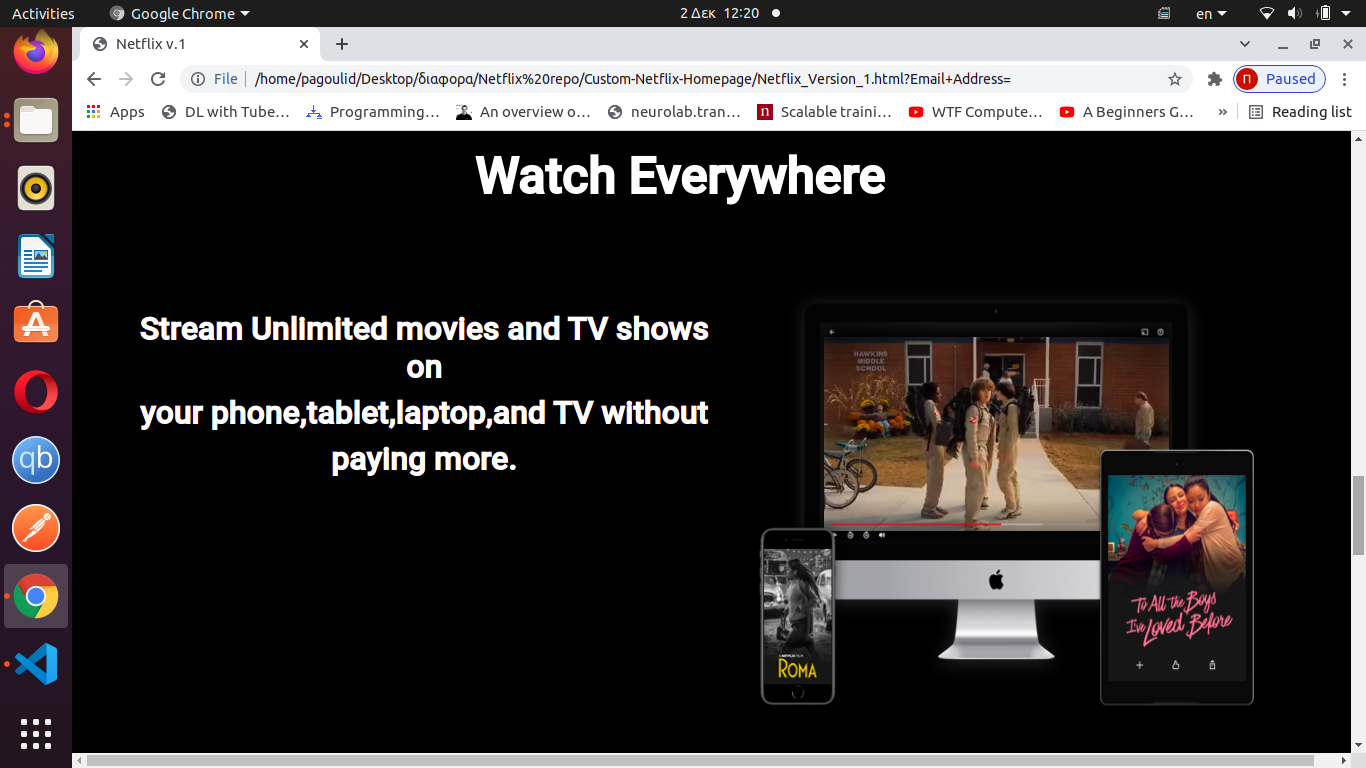 Activities
Google Chrome
2 Δεκ 12:20
en
Netflix v.1
File
/home/pagoulid/Desktop/διαφορα/Netflix%20repo/Custom-Netflix-Homepage/Netflix_Version_1.html?Email+Address=
Π
Paused
Apps
DL with Tube…
Programming…
An overview o…
neurolab.tran…
n
Scalable traini…
WTF Compute…
A Beginners G…
»
Reading list
Watch Everywhere
Stream Unlimited movies and TV shows
on
your phone,tablet,laptop,and TV without
paying more.
HAWKINS
MIDDLE
SCHOOL
To All the Boys
I've Loved Before
A NETFLIX FILM
ROMA
qb